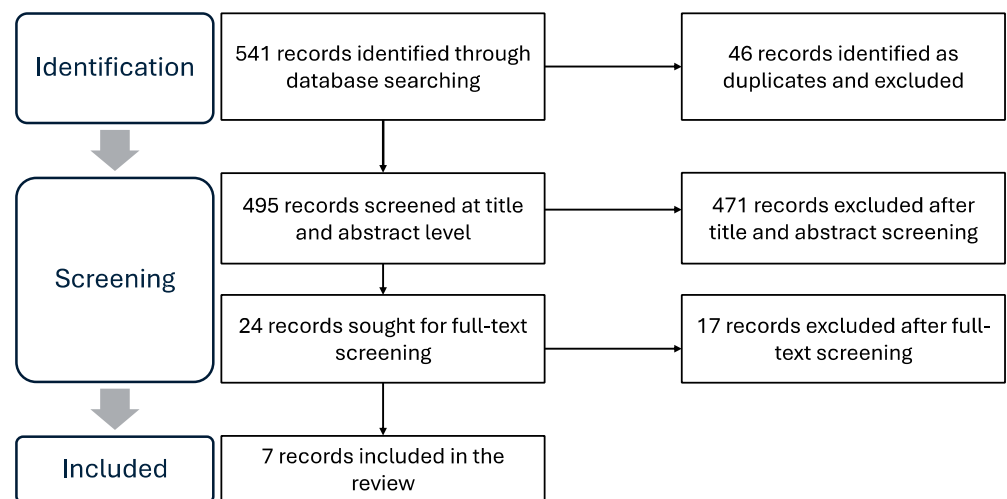 Identification
541 records identified through
database searching
46 records identified as
duplicates and excluded
Screening
495 records screened at title
and abstract level
471 records excluded after
title and abstract screening
24 records sought for full-text
screening
17 records excluded after full-
text screening
Included
7 records included in the
review